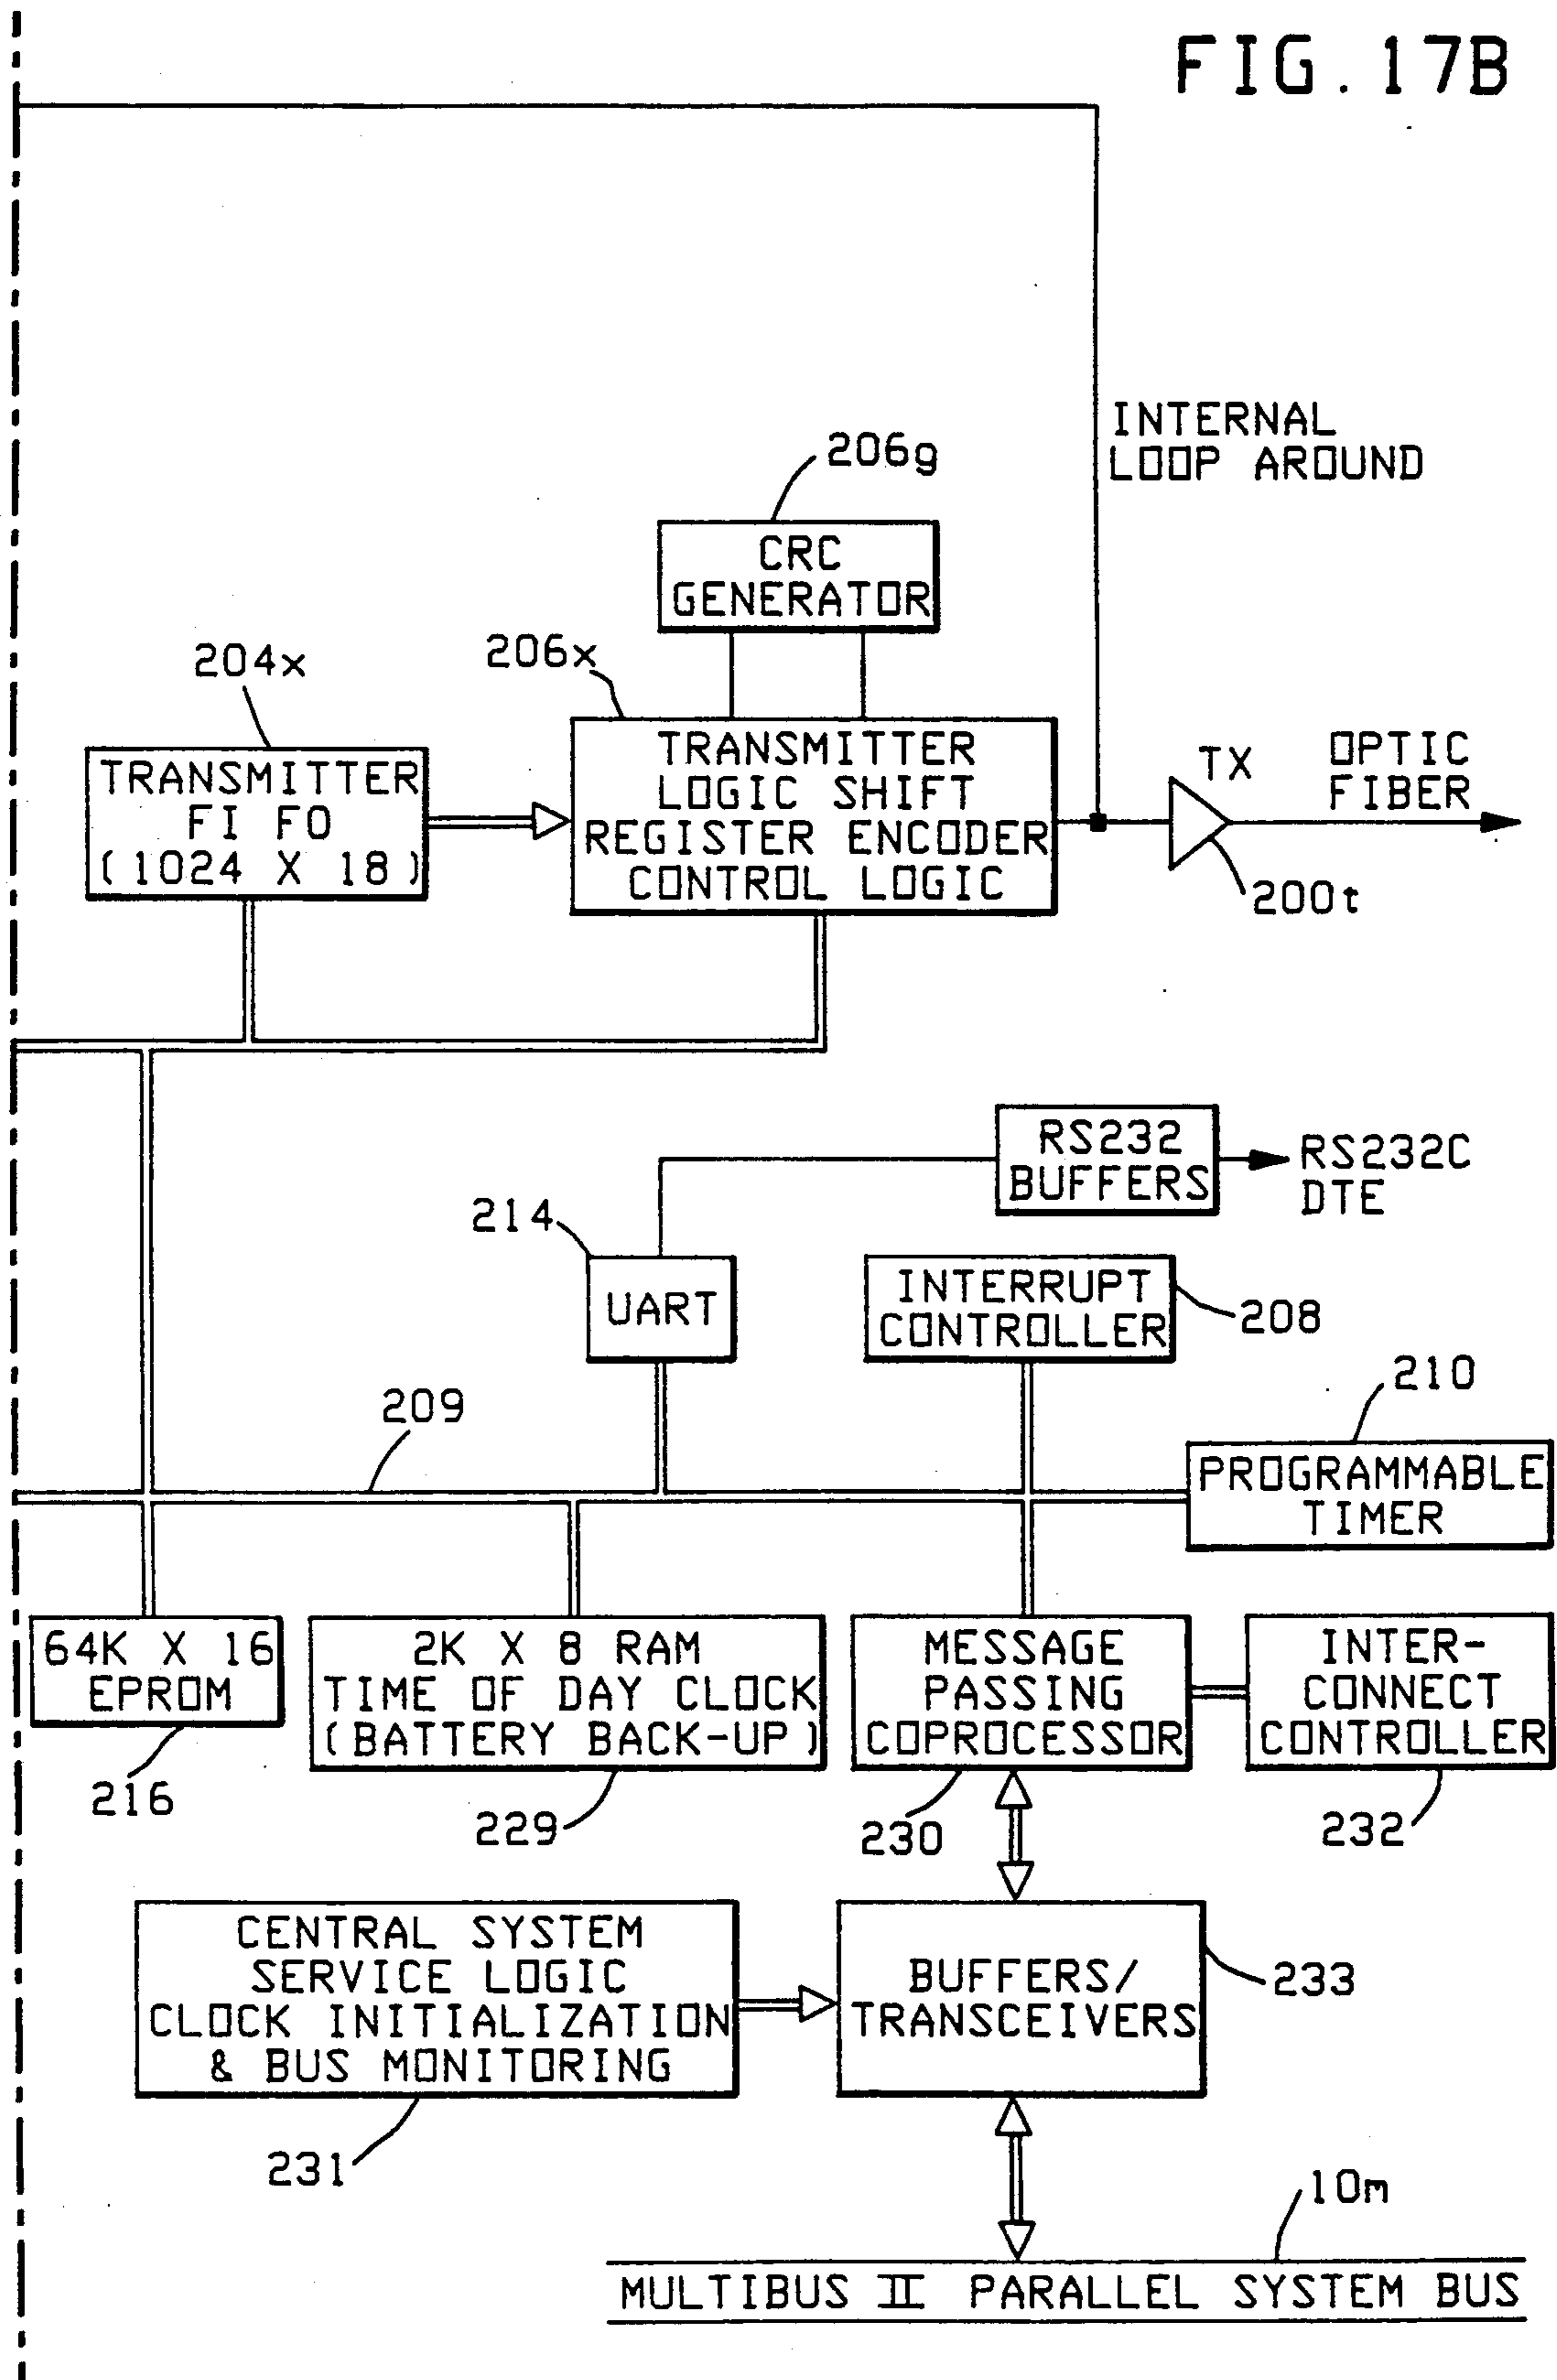 FIG. 17B
INTERNAL
LOOP AROUND
206g
CRC
GENERATOR
204x
206x
TRANSMITTER
FI FO
(1024 X 18)
TRANSMITTER
LOGIC SHIFT
REGISTER ENCODER
CONTROL LOGIC
TX
OPTIC
FIBER
200t
RS232
BUFFERS
RS232C
DTE
214
UART
INTERRUPT
CONTROLLER
208
209
210
PROGRAMMABLE
TIMER
64K X 16
EPROM
216
2K X 8 RAM
TIME OF DAY CLOCK
(BATTERY BACK-UP)
229
MESSAGE
PASSING
COPROCESSOR
230
INTER-
CONNECT
CONTROLLER
232
CENTRAL SYSTEM
SERVICE LOGIC
CLOCK INITIALIZATION
& BUS MONITORING
231
BUFFERS/
TRANSCEIVERS
233
10m
MULTIBUS II PARALLEL SYSTEM BUS